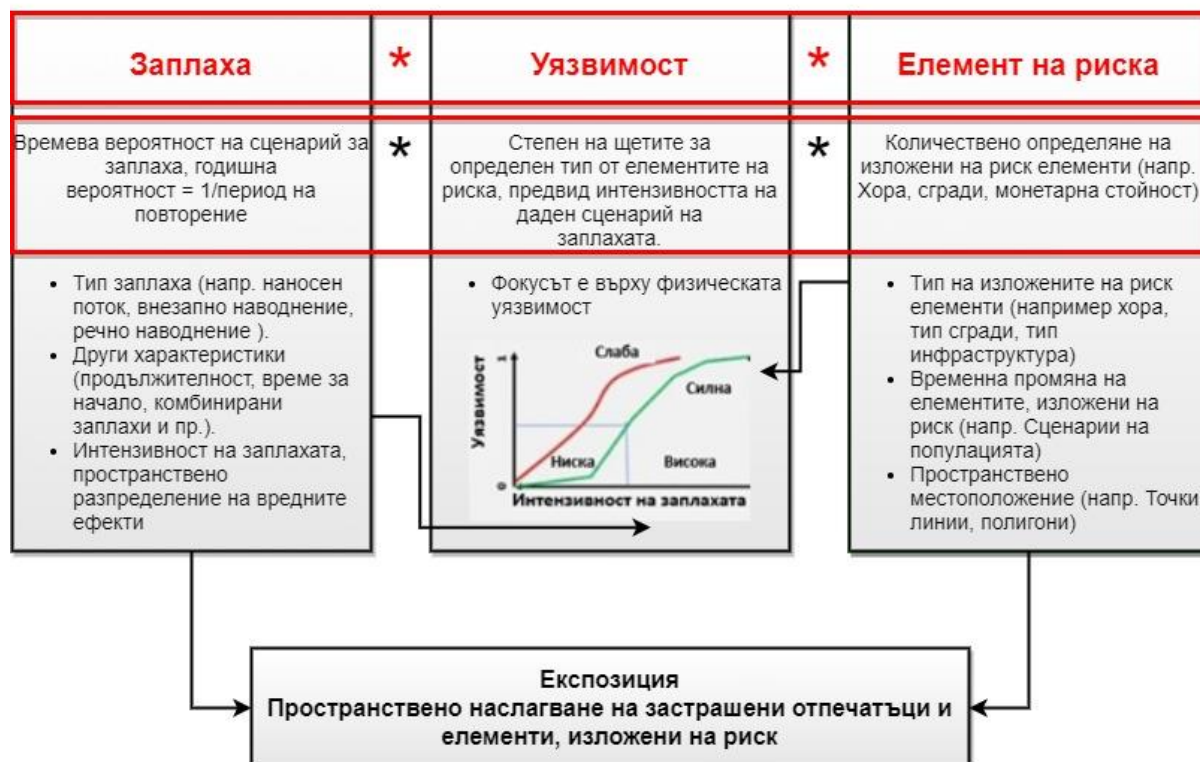 Заплаха
*
Уязвимост
*
Елемент на риска
Времева вероятност на сценарий за
заплаха, годишна
вероятност = 1/период на
повторение
*
Степен на щетите за
определен тип от елементите на
риска, предвид интензивността на
даден сценарий на
заплахата.
*
Количествено определяне на
изложени на риск елементи (напр.
Хора, сгради, монетарна стойност)
• Тип заплаха (напр. наносен
поток, внезапно наводнение,
речно наводнение ).
• Други характеристики
(продължителност, време за
начало, комбинирани
заплахи и пр.).
• Интензивност на заплахата,
пространствено
разпределение на вредните
ефекти
• Фокусът е върху физическата
уязвимост
Уязвимост
1
0
Слаба
Силна
Ниска
Висока
Интензивност на заплахата
• Тип на изложените на риск
елементи (например хора,
тип сгради, тип
инфраструктура)
• Временна промяна на
елементите, изложени на
риск (напр. Сценарии на
популацията)
• Пространствено
местоположение (напр. Точки
линии, полигони)
Експозиция
Пространствено наслагване на застрашени отпечатъци и
елементи, изложени на риск